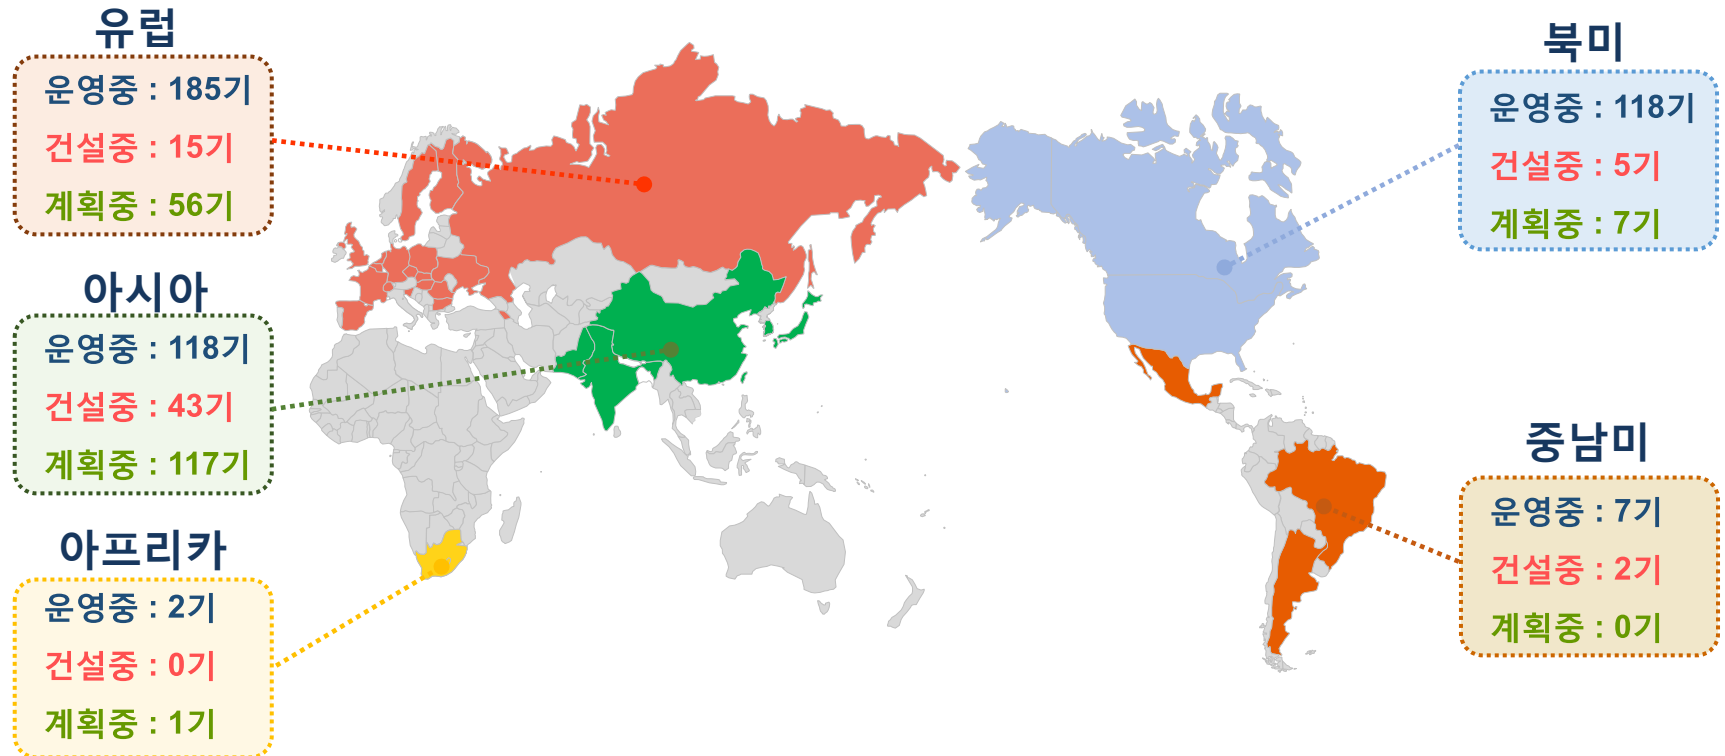 유럽
운영중 : 185기
건설중 : 15기
계획중 : 56기
아시아
운영중 : 118기
건설중 : 43기
계획중 : 117기
아프리카
운영중 : 2기
건설중 : 0기
계획중 : 1기
북미
운영중 : 118기
건설중 : 5기
계획중 : 7기
중남미
운영중 : 7기
건설중 : 2기
계획중 : 0기